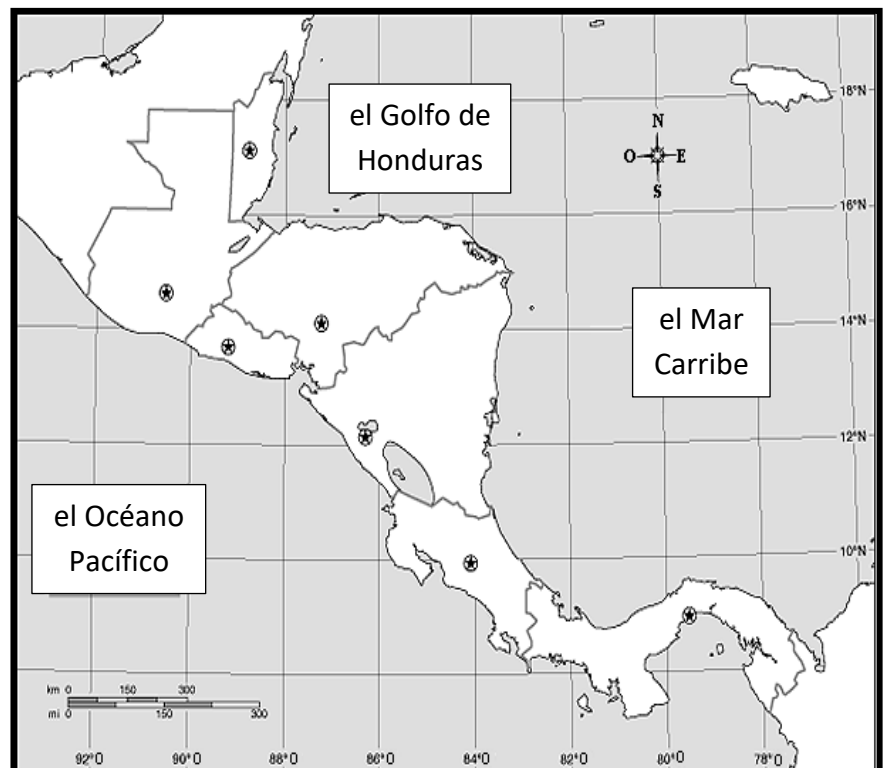 el Golfo de
Honduras
18°N
N
O E
S
16°N
el Mar
Carribe
14°N
12°N
el Océano
Pacífico
10°N
km 0 150 300
mi 0 150 300
92°O 90°O 88°O 86°O 84°O 82°O 80°O 78°O